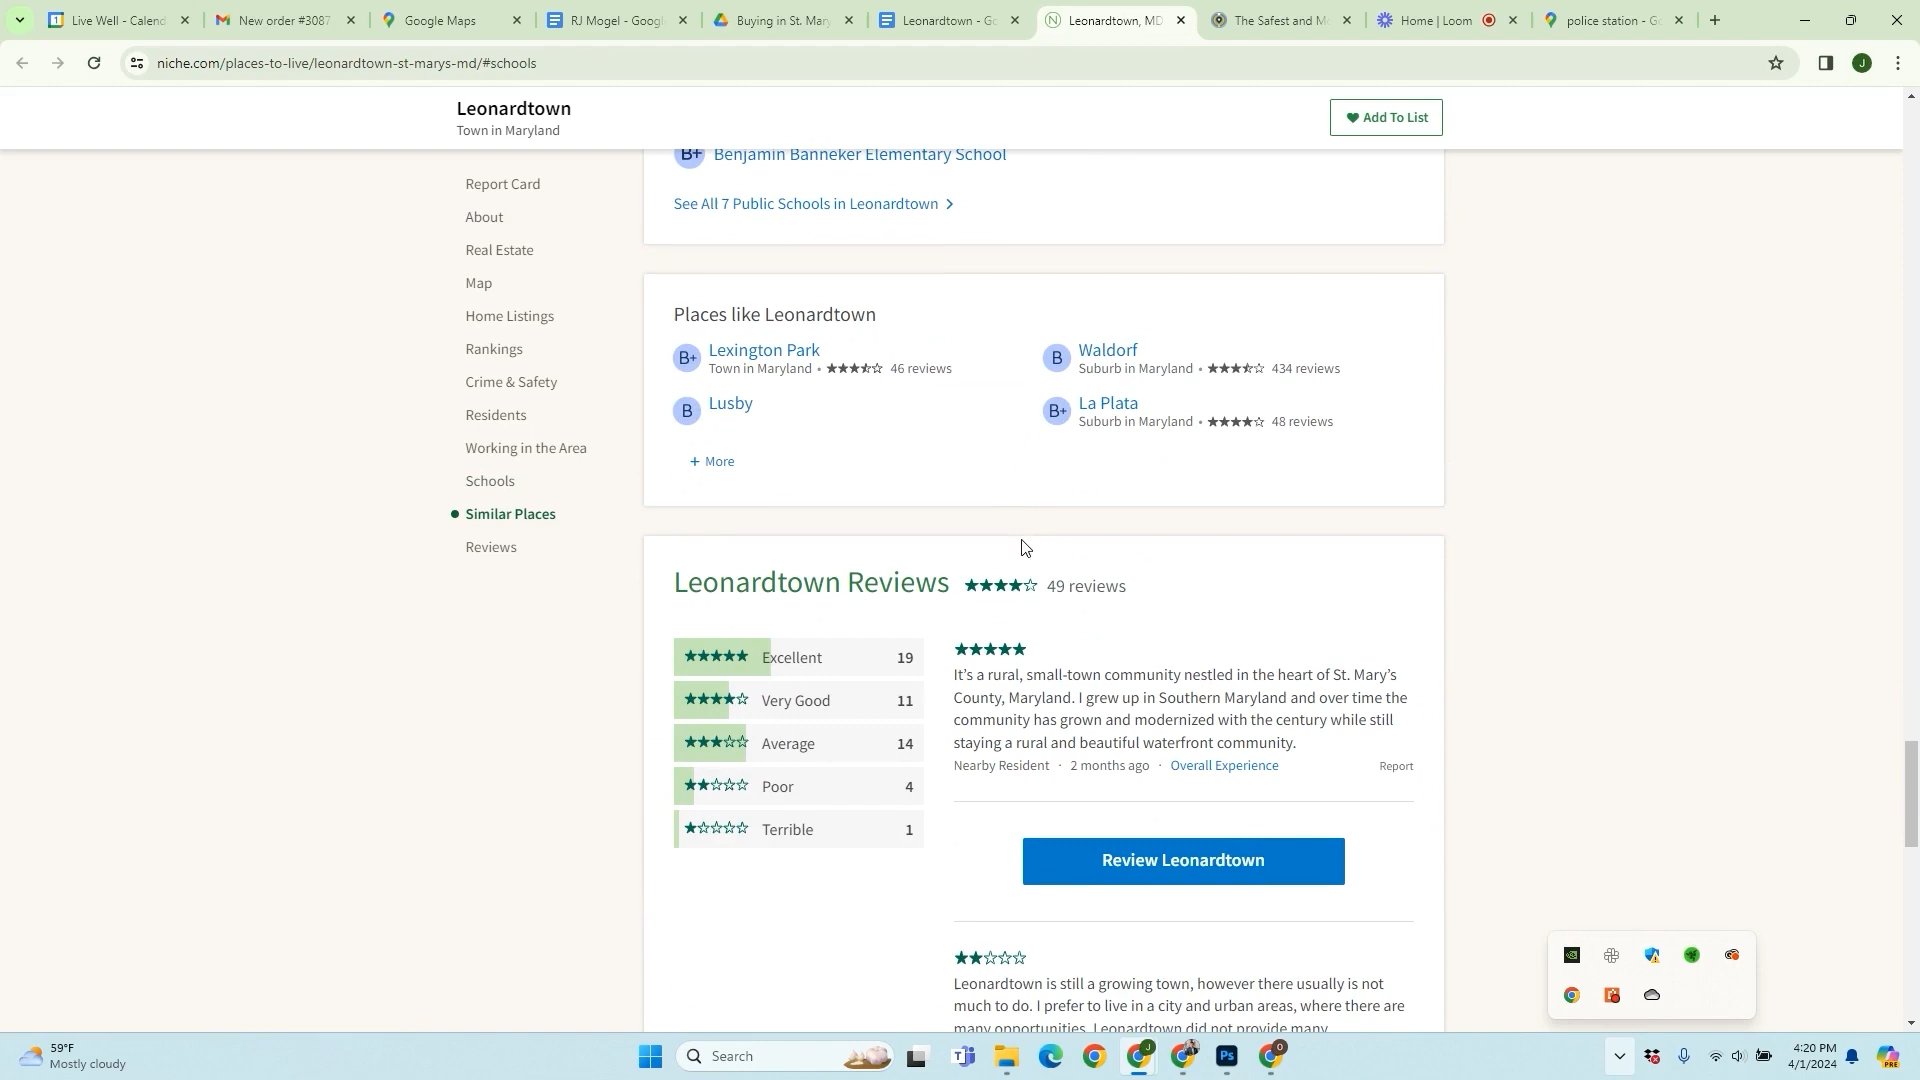 Live Well - Calend
New order #3087
Google Maps
RJ Mogel - Googl
Buying in St. Mary
Leonardtown - Go
Leonardtown, MD
The Safest and Mo
Home | Loom
police station - Go
niche.com/places-to-live/leonardtown-st-marys-md/#schools
J
Leonardtown
Town in Maryland
Add To List
B+ Benjamin Banneker Elementary School
See All 7 Public Schools in Leonardtown
Report Card
About
Real Estate
Map
Home Listings
Rankings
Crime & Safety
Residents
Working in the Area
Schools
Similar Places
Reviews
Places like Leonardtown
B+ Lexington Park
Town in Maryland • 46 reviews
B Waldorf
Suburb in Maryland • 434 reviews
B Lusby
B+ La Plata
Suburb in Maryland • 48 reviews
+ More
Leonardtown Reviews 49 reviews
Excellent 19
Very Good 11
Average 14
Poor 4
Terrible 1
It’s a rural, small-town community nestled in the heart of St. Mary’s
County, Maryland. I grew up in Southern Maryland and over time the
community has grown and modernized with the century while still
staying a rural and beautiful waterfront community.
Nearby Resident · 2 months ago · Overall Experience Report
Review Leonardtown
Leonardtown is still a growing town, however there usually is not
much to do. I prefer to live in a city and urban areas, where there are
many opportunities. Leonardtown did not provide many
59°F
Mostly cloudy
Search
4:20 PM
4/1/2024